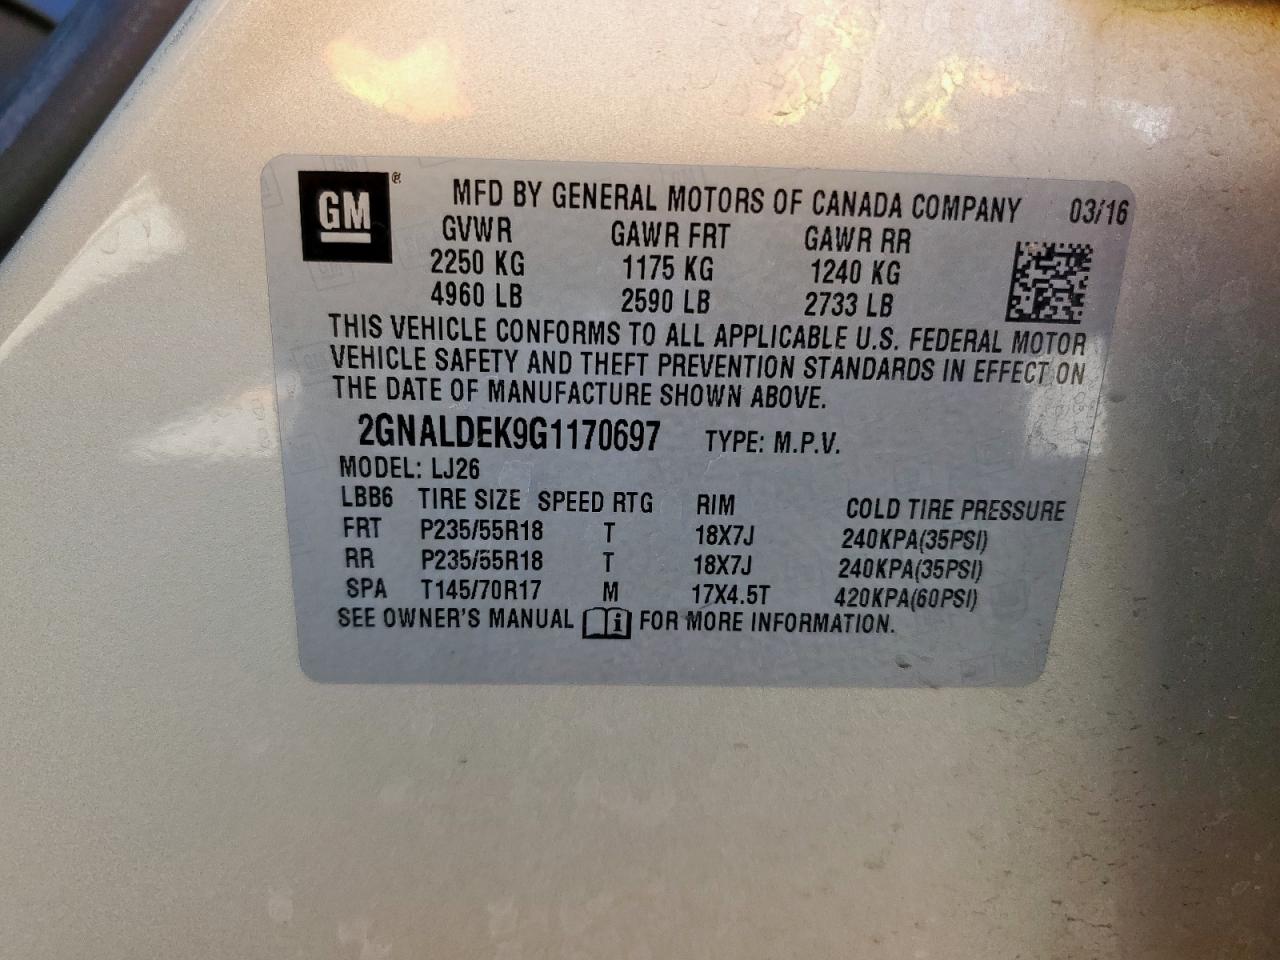 GM ® MFD BY GENERAL MOTORS OF CANADA COMPANY 03/16
GVWR GAWR FRT GAWR RR
2250 KG 1175 KG 1240 KG
4960 LB 2590 LB 2733 LB
THIS VEHICLE CONFORMS TO ALL APPLICABLE U.S. FEDERAL MOTOR
VEHICLE SAFETY AND THEFT PREVENTION STANDARDS IN EFFECT ON
THE DATE OF MANUFACTURE SHOWN ABOVE.
2GNALDEK9G1170697 TYPE: M.P.V.
MODEL: LJ26
LBB6 TIRE SIZE SPEED RTG RIM COLD TIRE PRESSURE
FRT P235/55R18 T 18X7J 240KPA(35PSI)
RR P235/55R18 T 18X7J 240KPA(35PSI)
SPA T145/70R17 M 17X4.5T 420KPA(60PSI)
SEE OWNER'S MANUAL i FOR MORE INFORMATION.